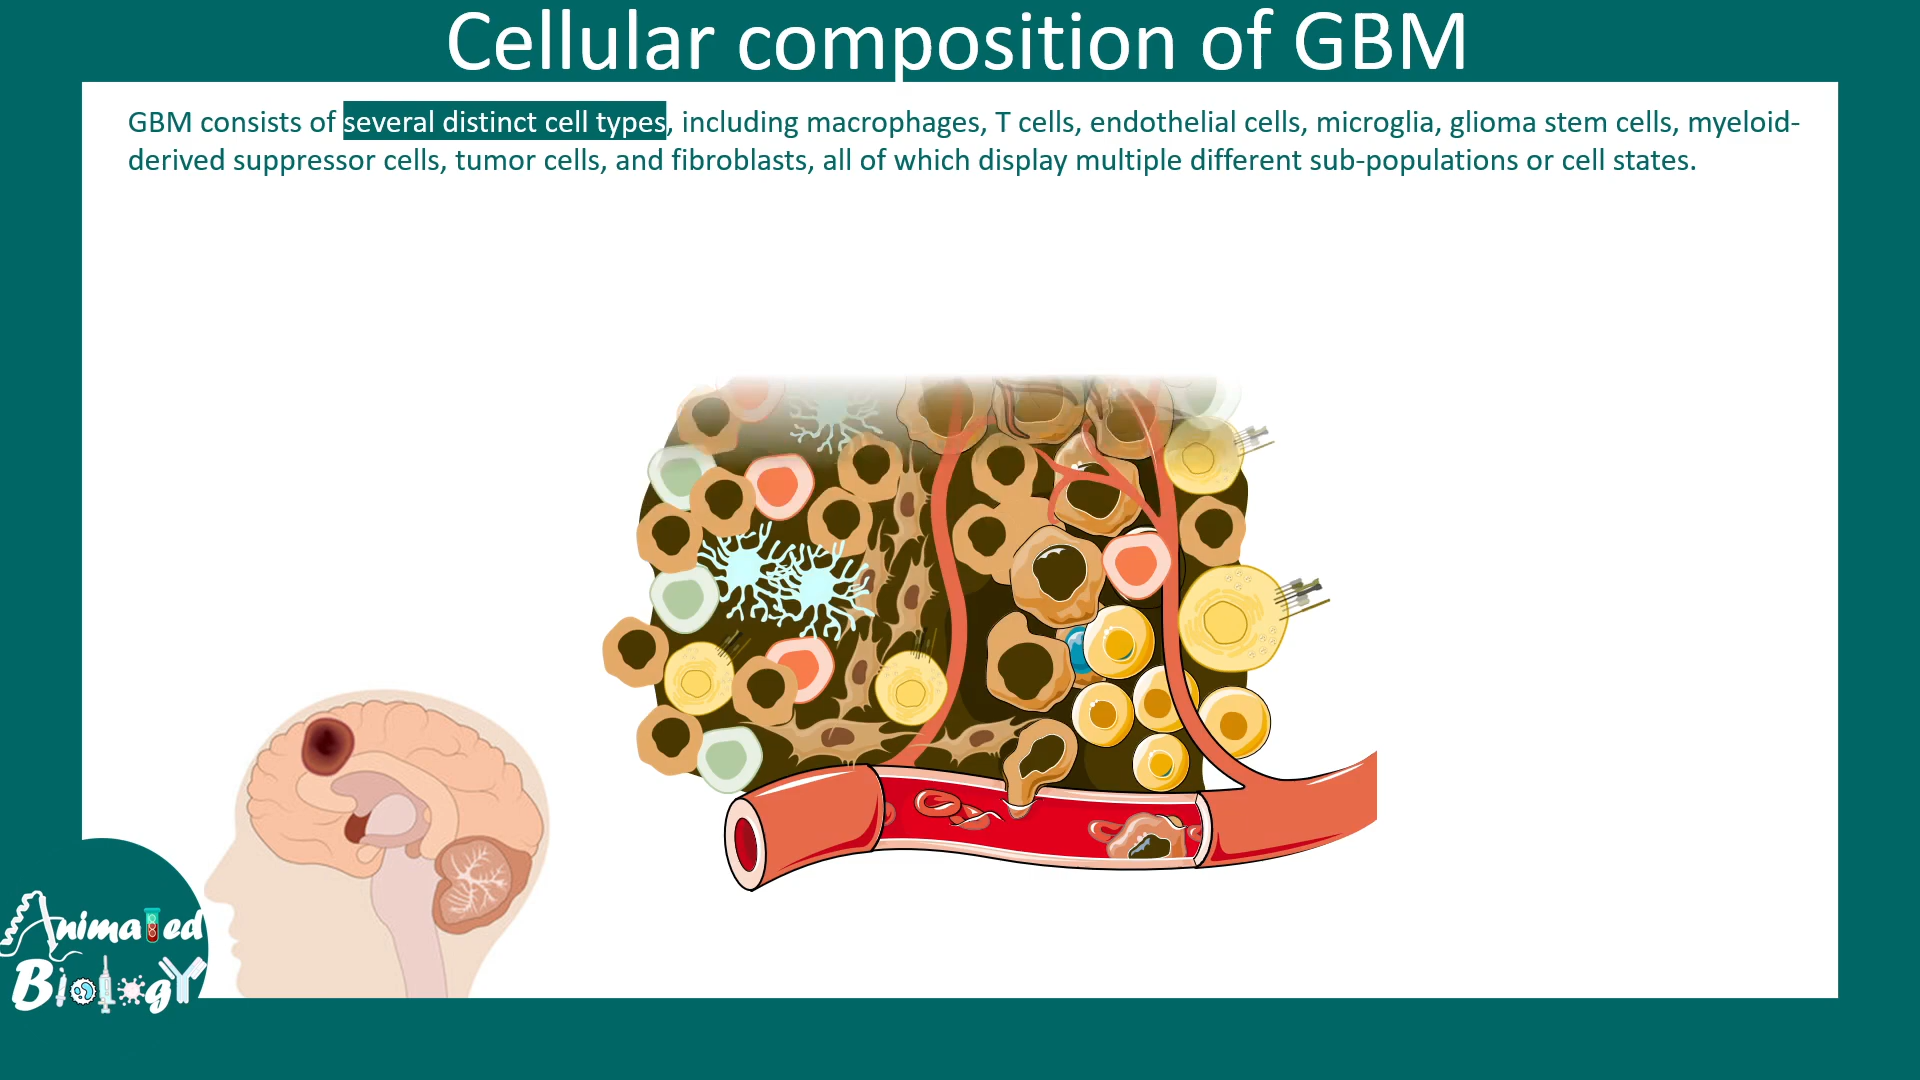 Cellular composition of GBM
GBM consists of several distinct cell types, including macrophages, T cells, endothelial cells, microglia, glioma stem cells, myeloid-
derived suppressor cells, tumor cells, and fibroblasts, all of which display multiple different sub-populations or cell states.
Animated
Biology